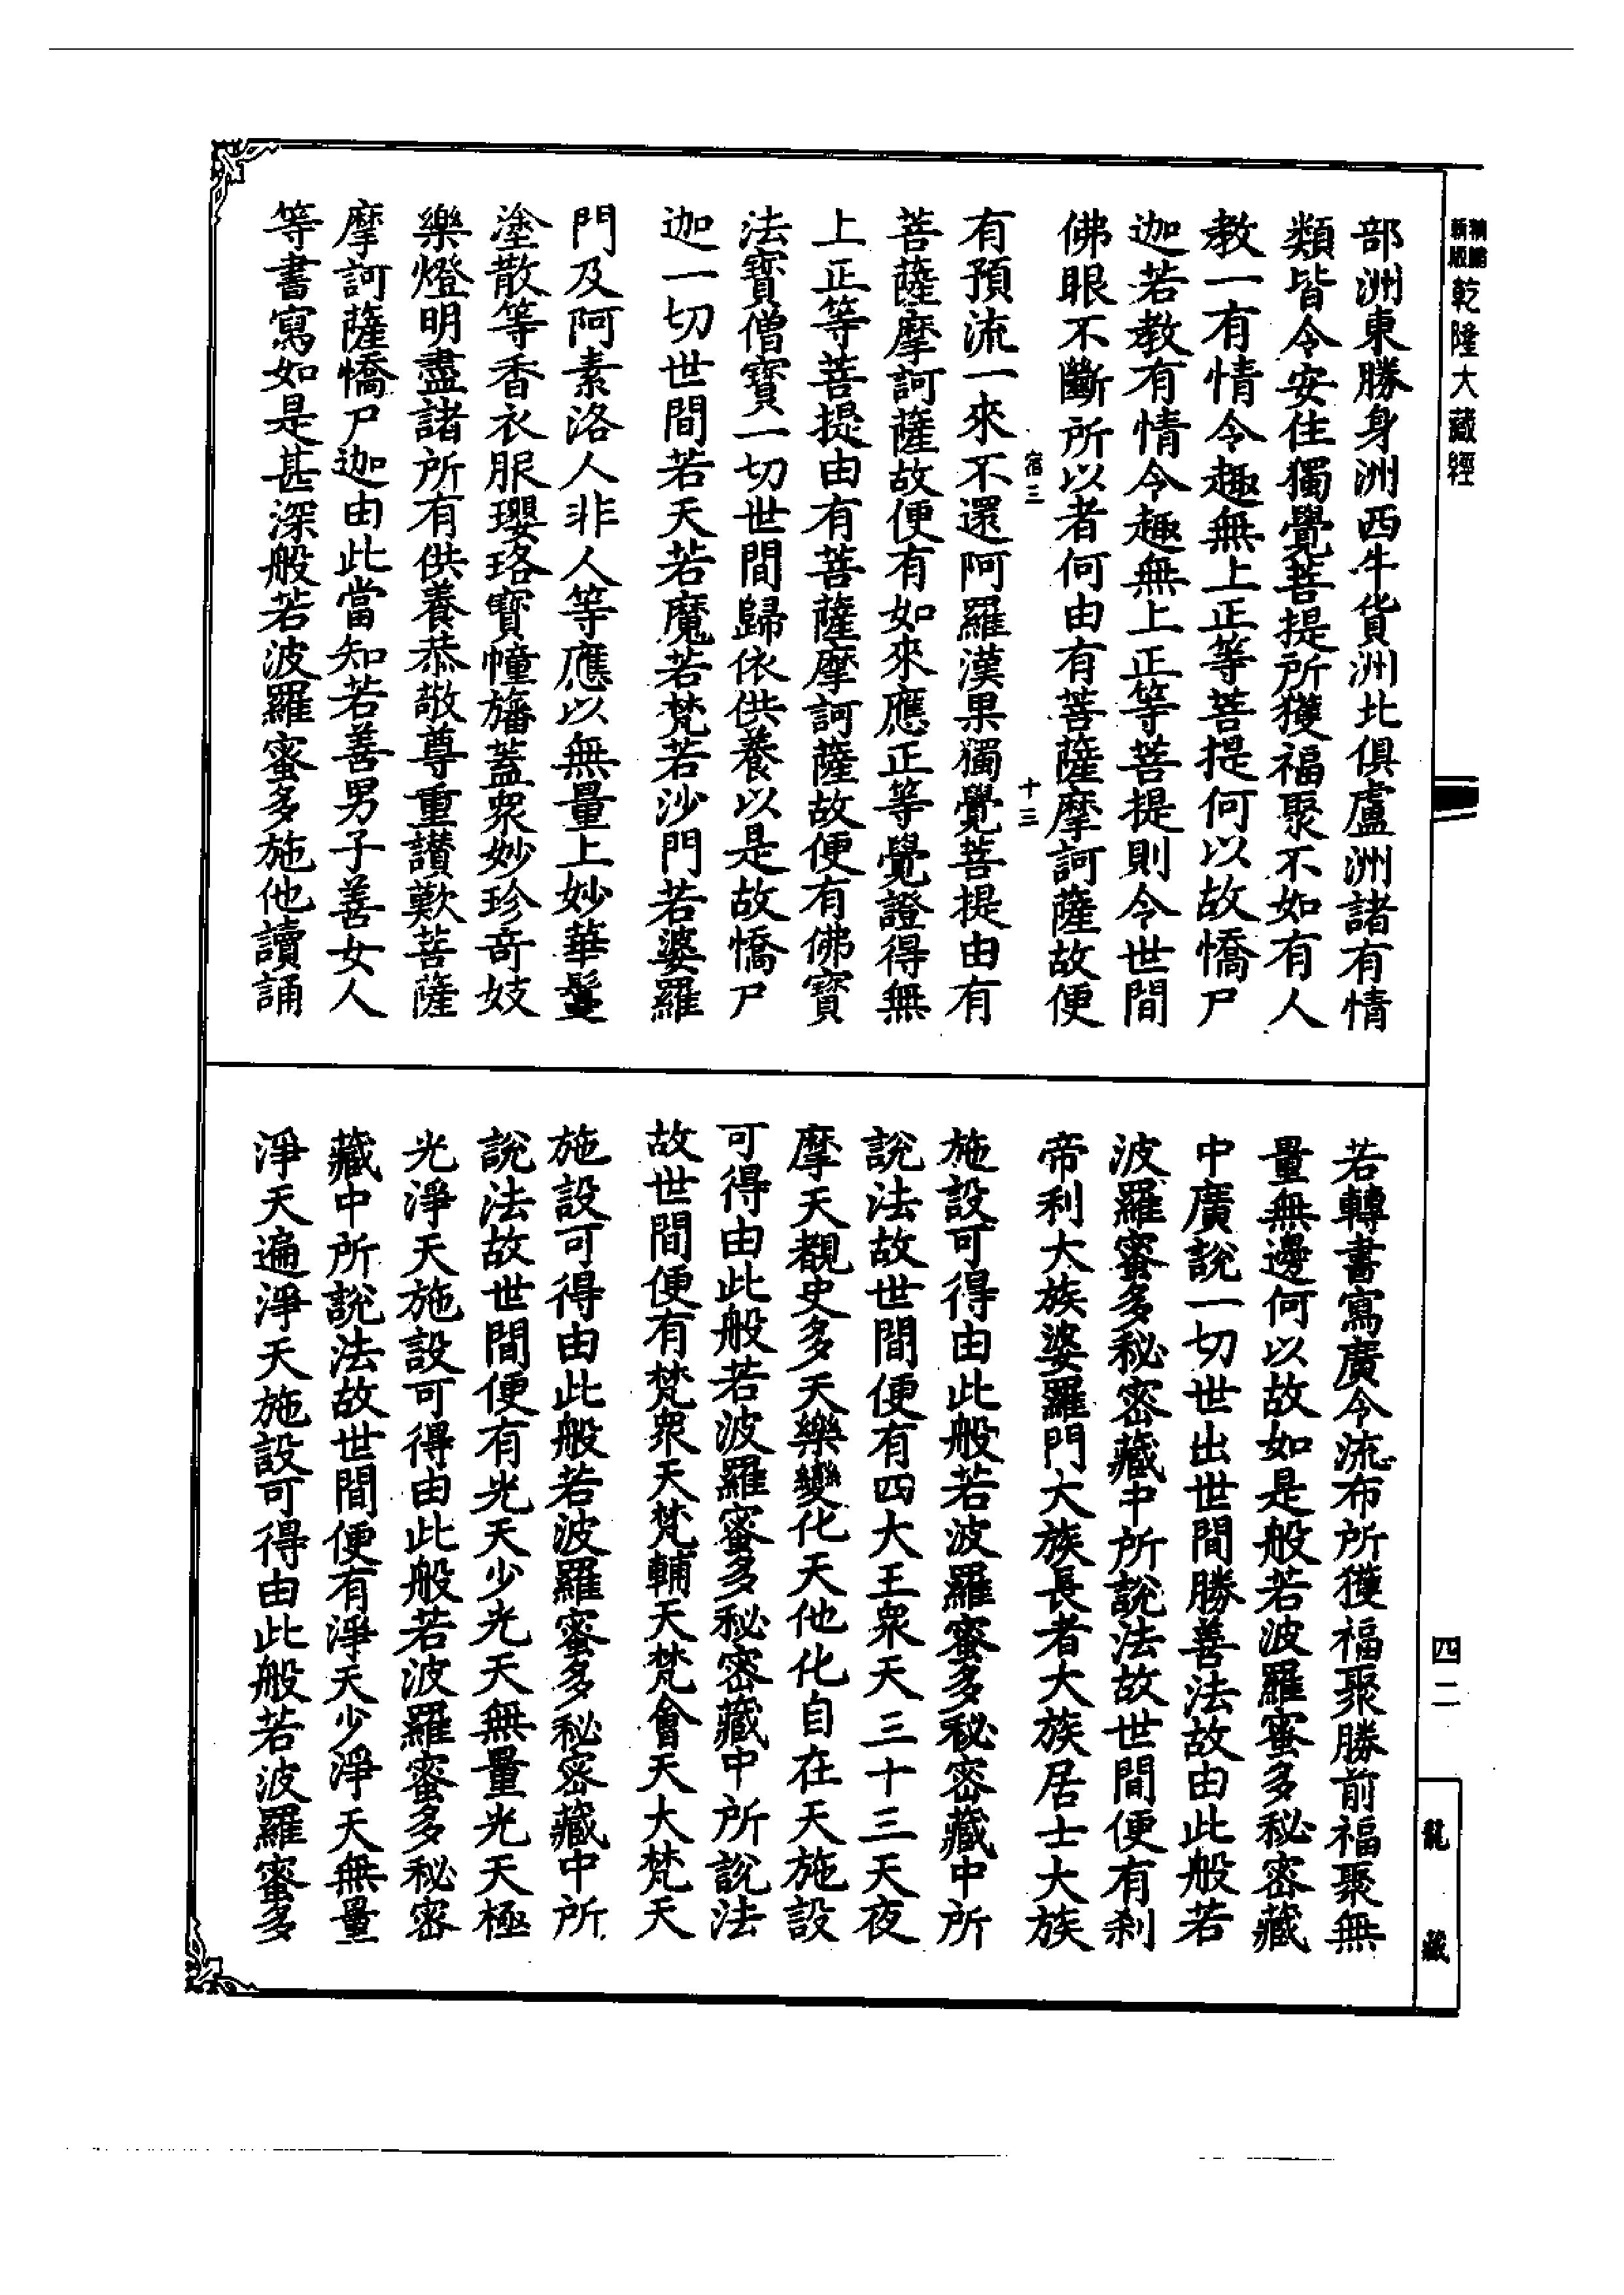 精繪新版乾隆大藏經
部洲東勝身洲西牛貨洲北俱盧洲諸有情
類皆令安住獨覺菩提所獲福聚不如有人
教一有情令趣無上正等菩提何以故憍尸
迦若教有情令趣無上正等菩提則令世間
佛眼不斷所以者何由有菩薩摩訶薩故便
宿三 十三
有預流一來不還阿羅漢果獨覺菩提由有
菩薩摩訶薩故便有如來應正等覺證得無
上正等菩提由有菩薩摩訶薩故便有佛寶
法寶僧寶一切世間歸依供養以是故憍尸
迦一切世間若天若魔若梵若沙門若婆羅
門及阿素洛人非人等應以無量上妙華鬘
塗散等香衣服瓔珞寶幢旛蓋衆妙珍奇妓
樂燈明盡諸所有供養恭敬尊重讚歎菩薩
摩訶薩憍尸迦由此當知若善男子善女人
等書寫如是甚深般若波羅蜜多施他讀誦
若轉書寫廣令流布所獲福聚勝前福聚無
量無邊何以故如是般若波羅蜜多秘密藏
中廣說一切世出世間勝善法故由此般若
波羅蜜多秘密藏中所說法故世間便有刹
帝利大族婆羅門大族長者大族居士大族
施設可得由此般若波羅蜜多秘密藏中所
說法故世間便有四大王衆天三十三天夜
摩天覩史多天樂變化天他化自在天施設
可得由此般若波羅蜜多秘密藏中所說法
故世間便有梵衆天梵輔天梵會天大梵天
施設可得由此般若波羅蜜多秘密藏中所
說法故世間便有光天少光天無量光天極
光淨天施設可得由此般若波羅蜜多秘密
藏中所說法故世間便有淨天少淨天無量
淨天遍淨天施設可得由此般若波羅蜜多
四二
龍藏